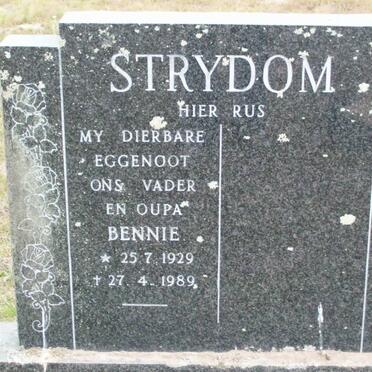 STRYDOM
HIER RUS
MY DIERBARE
EGGENOOT
ONS VADER
EN OUPA
BENNIE
* 25.7.1929
† 27.4.1989